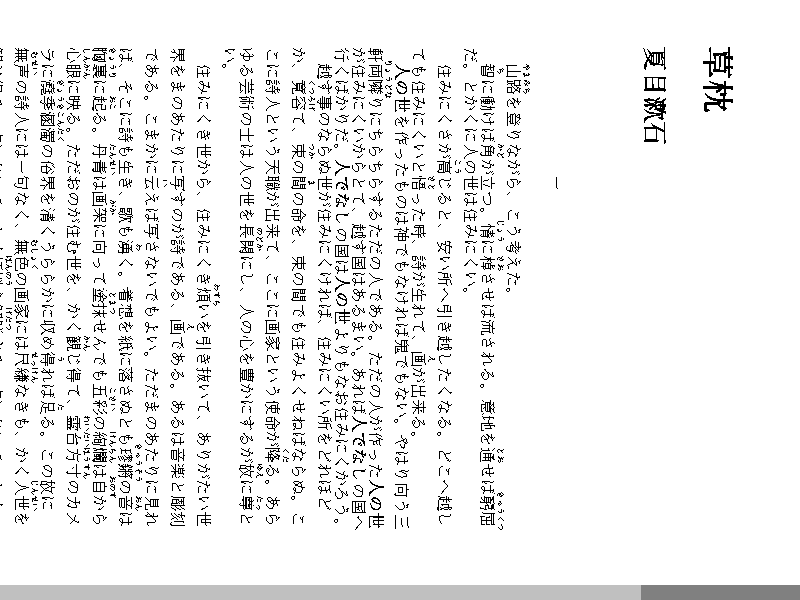 草枕
夏目漱石
一
山路を登りながら、こう考えた。
智に働けば角が立つ。情に棹させば流される。意地を通せば窮屈
だ。とかくに人の世は住みにくい。
住みにくさが高じると、安い所へ引き越したくなる。どこへ越し
ても住みにくいと悟った時、詩が生れて、画が出来る。
人の世を作ったものは神でもなければ鬼でもない。やはり向う三
軒両隣りにちらちらするただの人である。ただの人が作った人の世
が住みにくいからとて、越す国はあるまい。あれば人でなしの国へ
行くばかりだ。人でなしの国は人の世よりもなお住みにくかろう。
越す事のならぬ世が住みにくければ、住みにくい所をどれほど
か、寛容て、束の間の命を、束の間でも住みよくせねばならぬ。こ
こに詩人という天職が出来て、ここに画家という使命が降る。あら
ゆる芸術の士は人の世を長閑にし、人の心を豊かにするが故に尊と
い。
住みにくき世から、住みにくき煩いを引き抜いて、ありがたい世
界をまのあたりに写すのが詩である、画である。あるは音楽と彫刻
である。こまかに云えば写さないでもよい。ただまのあたりに見れ
ば、そこに詩も生き、歌も湧く。着想を紙に落さぬとも璆鏘の音は
胸裏に起る。丹青は画架に向って塗抹せんでも五彩の絢爛は自から
心眼に映る。ただおのが住む世を、かく観じ得て、霊台方寸のカメ
ラに澆季溷濁の俗界を清くうららかに収め得れば足る。この故に
無声の詩人には一句なく、無色の画家には尺縑なきも、かく人世を